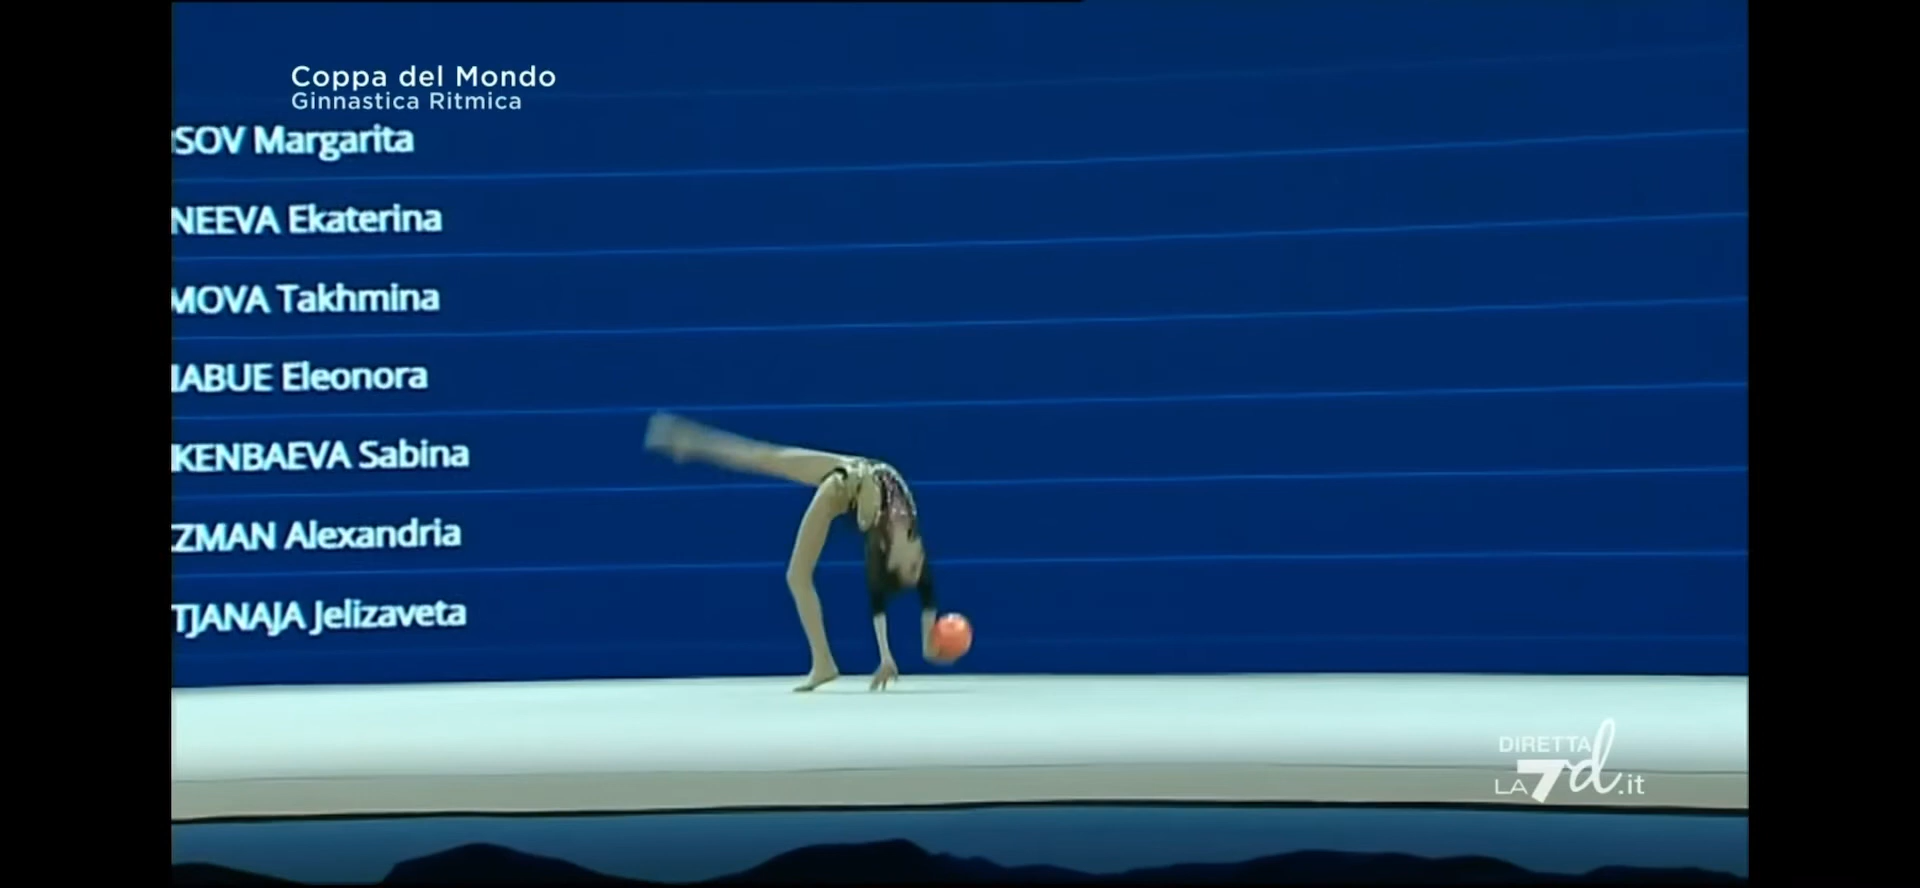 Coppa del Mondo
Ginnastica Ritmica
SOV Margarita
NEEVA Ekaterina
MOVA Takhmina
IABUE Eleonora
KENBAEVA Sabina
ZMAN Alexandria
TJANAJA Jelizaveta
DIRETTA
LA7d.it